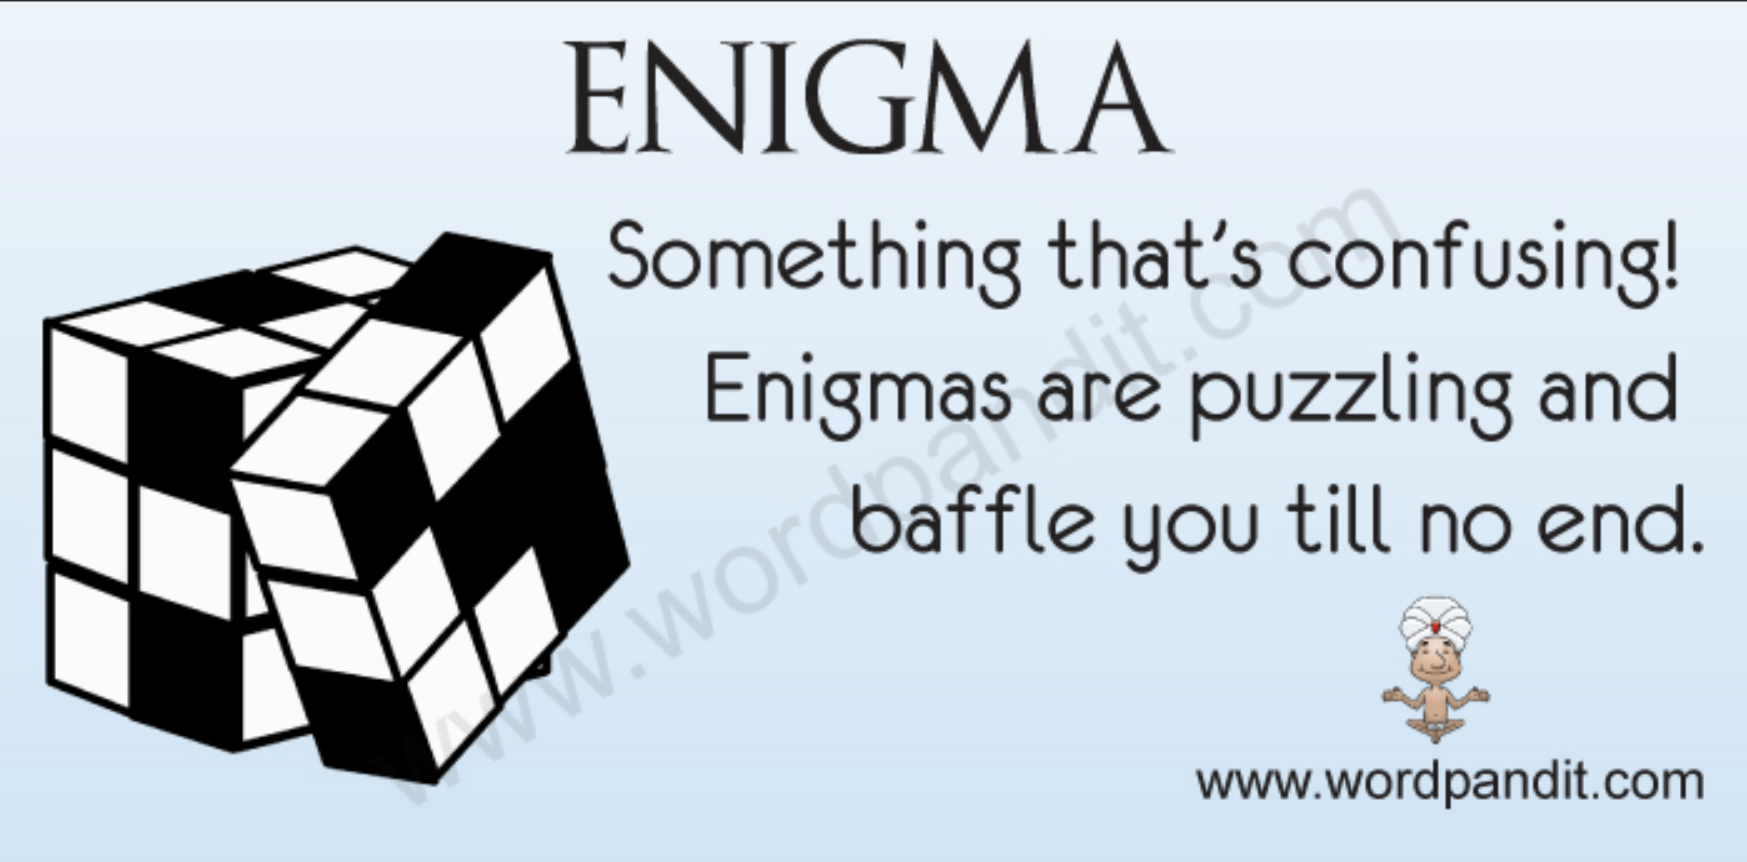 ENIGMA
Something that's confusing!
Enigmas are puzzling and
baffle you till no end.
www.wordpandit.com
www.wordpandit.com